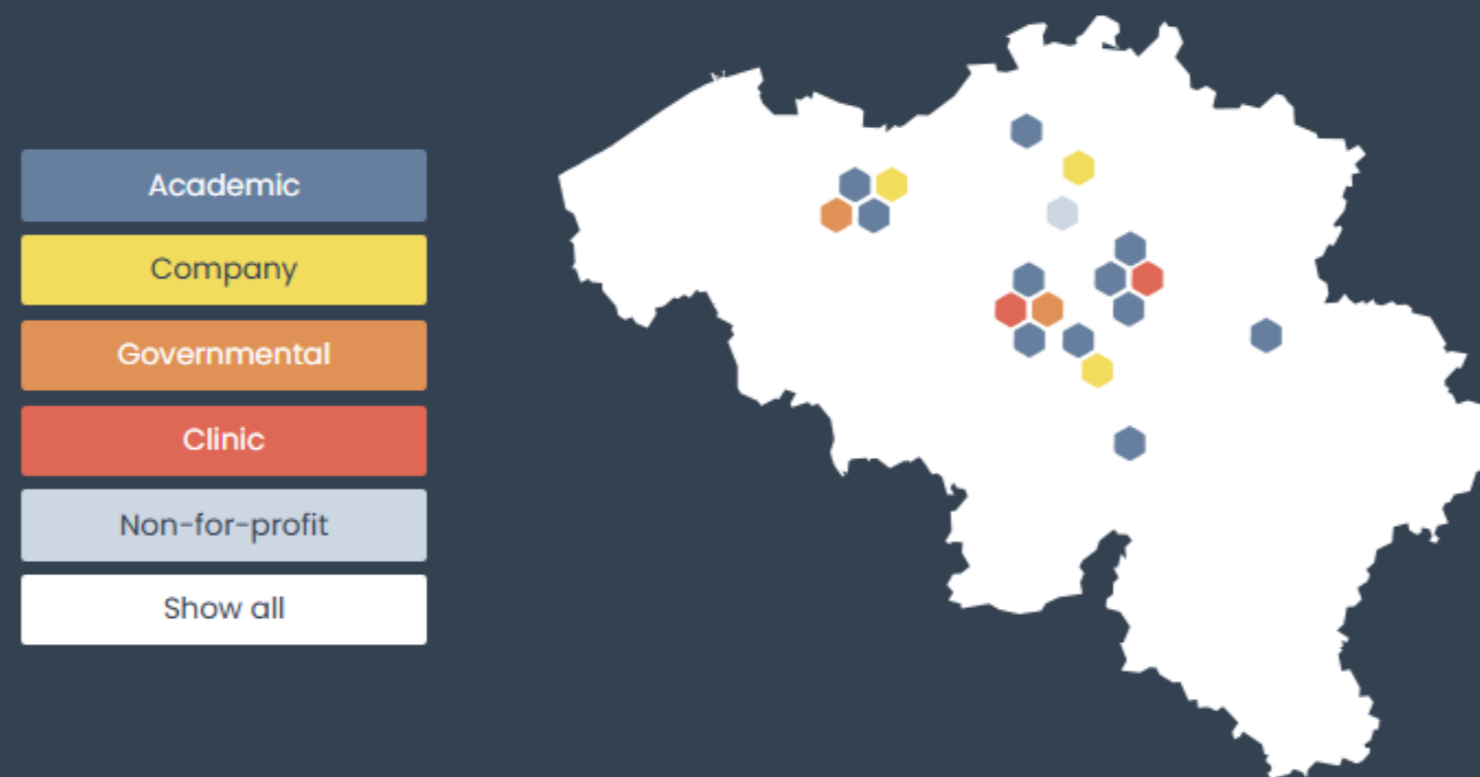 Academic
Company
Governmental
Clinic
Non-for-profit
Show all